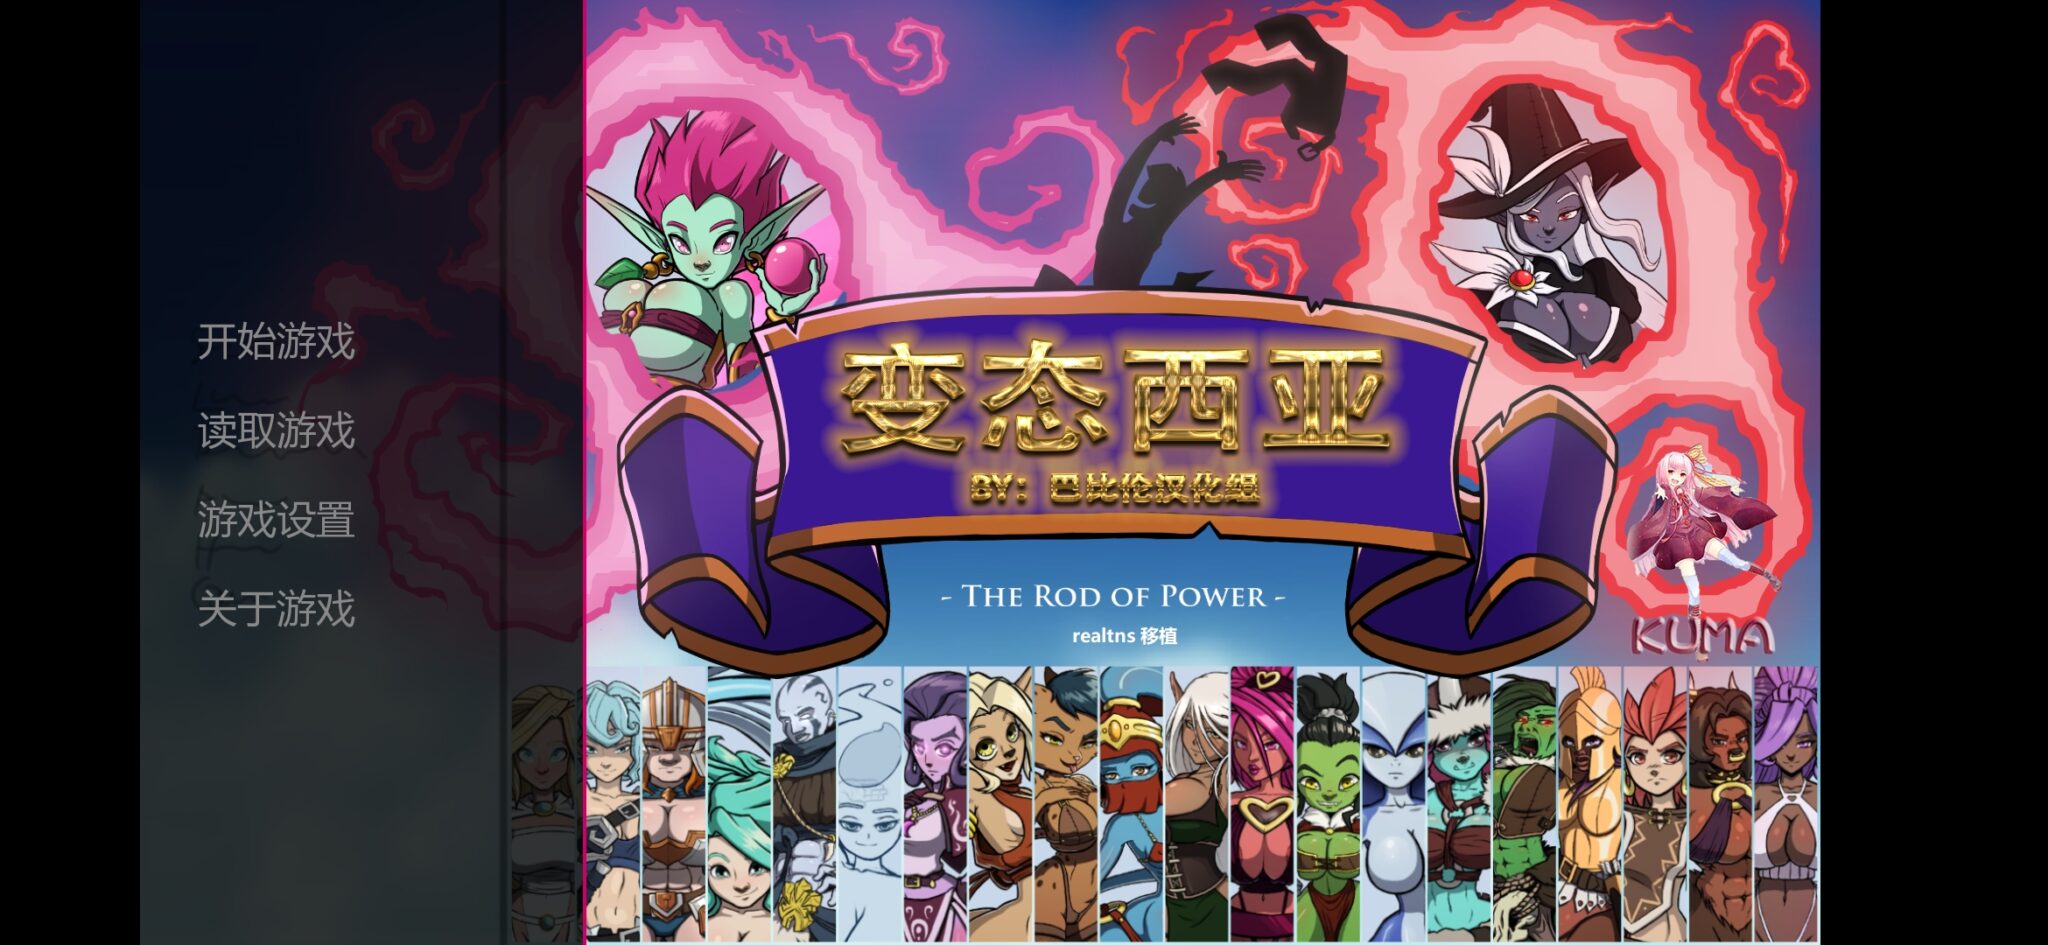 开始游戏
读取游戏
游戏设置
关于游戏
变态西亚
BY：巴比伦汉化组
- THE ROD OF POWER -
realtns 移植
KUMA